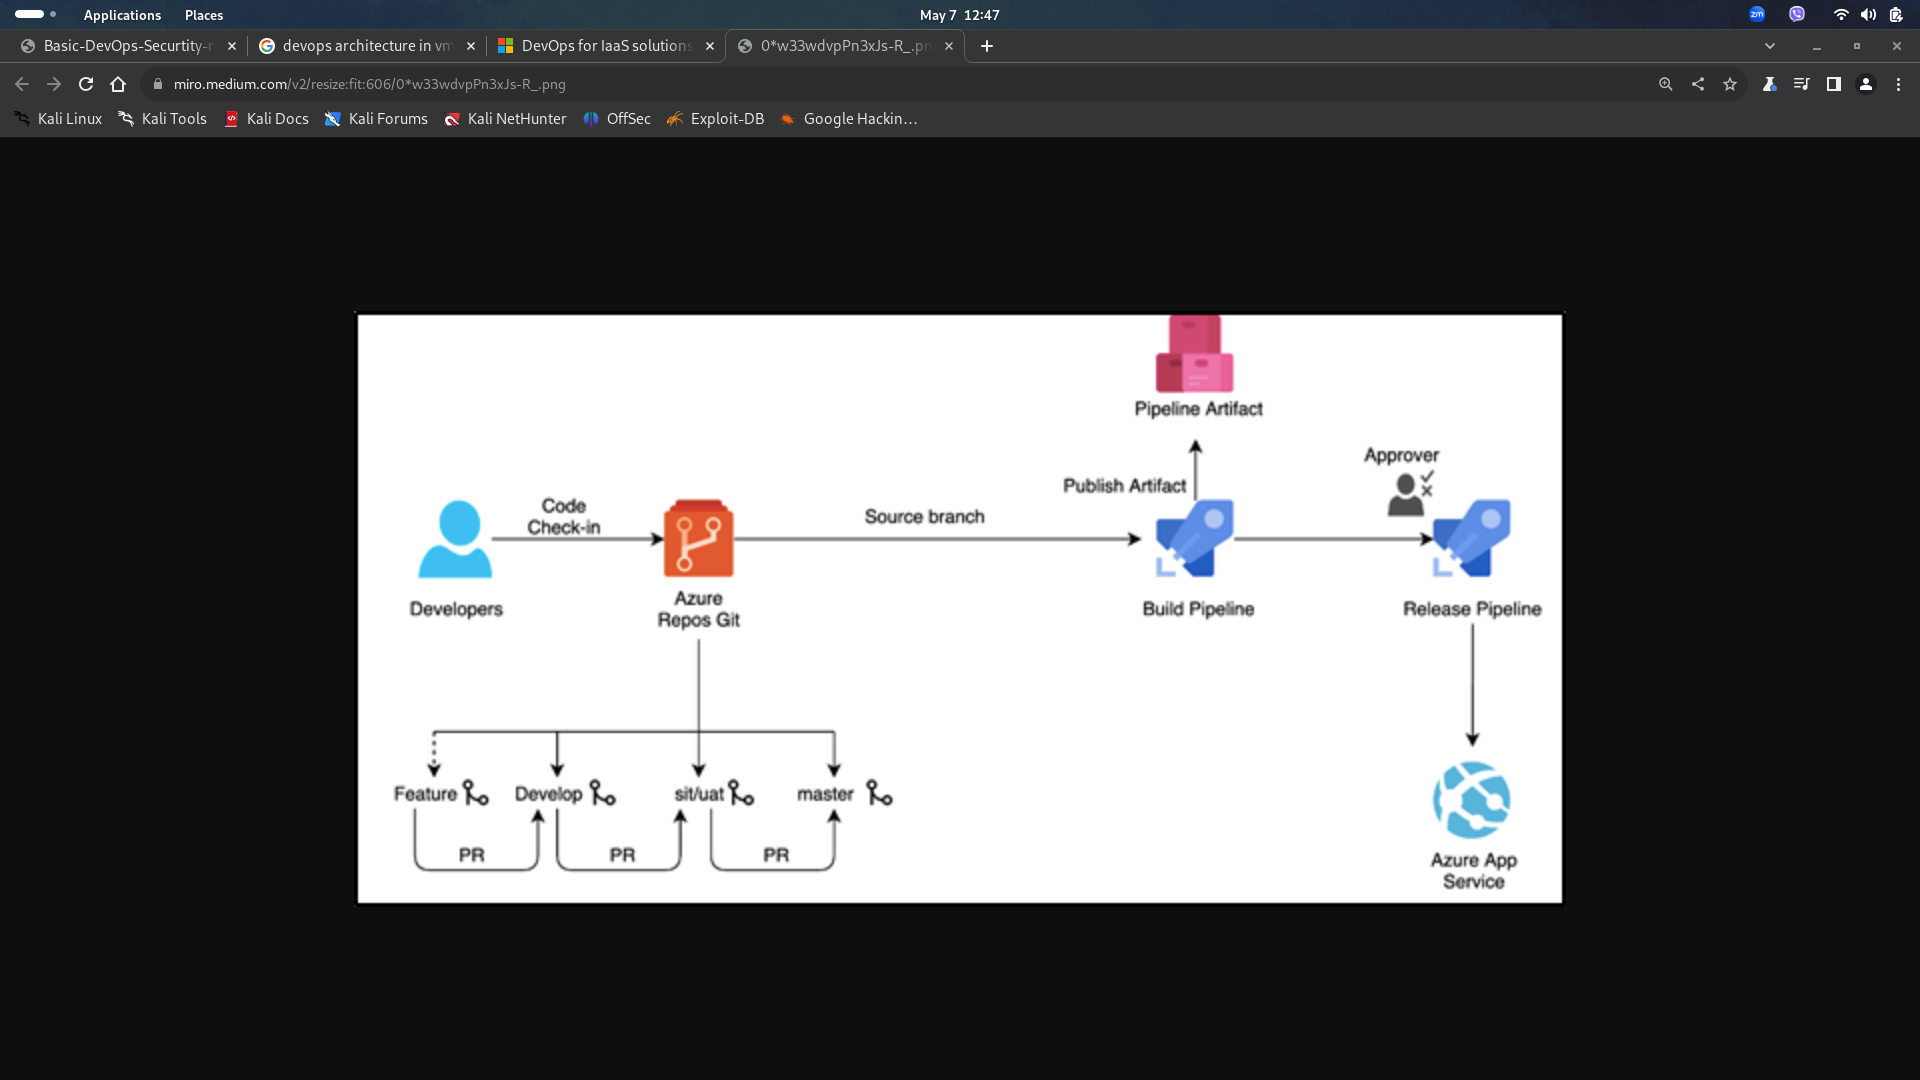 Applications Places May 7 12:47 zm
Basic-DevOps-Securtity-r devops architecture in vm DevOps for IaaS solutions 0*w33wdvpPn3xJs-R_.pn
miro.medium.com/v2/resize:fit:606/0*w33wdvpPn3xJs-R_.png
Kali Linux Kali Tools Kali Docs Kali Forums Kali NetHunter OffSec Exploit-DB Google Hackin...
Pipeline Artifact
Approver
Publish Artifact
Code
Check-in
Source branch
Developers
Azure
Repos Git
Build Pipeline
Release Pipeline
Feature Develop sit/uat master
PR PR PR
Azure App
Service